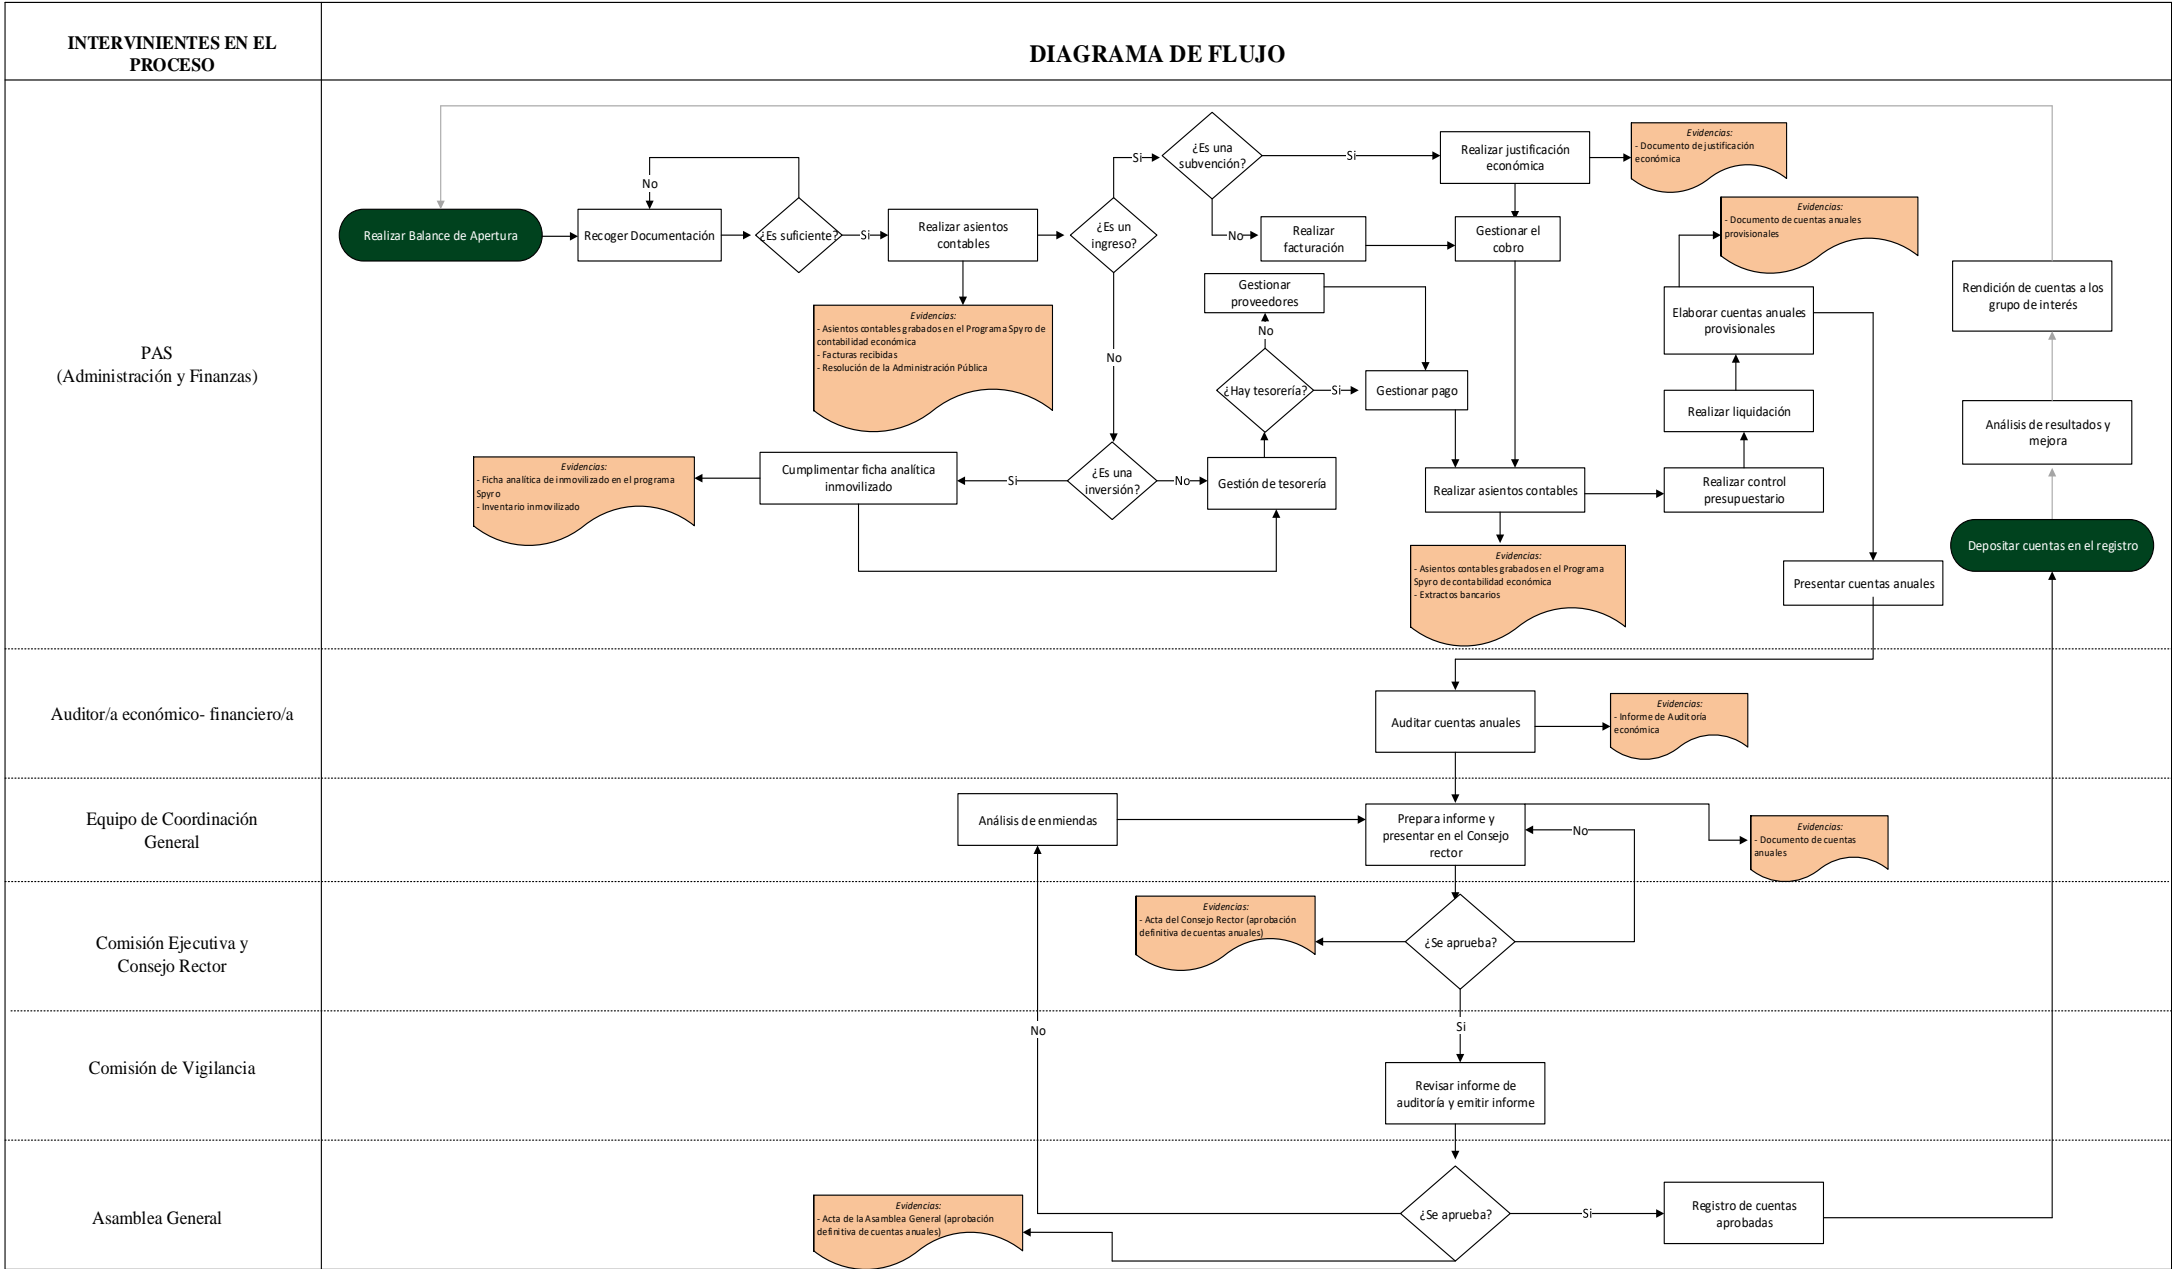 INTERVINIENTES EN EL
PROCESO
DIAGRAMA DE FLUJO
PAS
(Administración y Finanzas)
Realizar Balance de Apertura
Recoger Documentación
No
¿Es suficiente?
Si
Realizar asientos
contables
Evidencias:
- Asientos contables grabados en el Programa Spyro de
contabilidad económica
- Facturas recibidas
- Resolución de la Administración Pública
¿Es un
ingreso?
Si
No
¿Es una
subvención?
Si
No
Realizar justificación
económica
Evidencias:
- Documento de justificación
económica
Realizar
facturación
Gestionar el
cobro
Gestionar
proveedores
No
¿Hay tesorería?
Si
Gestionar pago
¿Es una
inversión?
Si
No
Cumplimentar ficha analítica
inmovilizado
Evidencias:
- Ficha analítica de inmovilizado en el programa
Spyro
- Inventario inmovilizado
Gestión de tesorería
Realizar asientos contables
Evidencias:
- Asientos contables grabados en el Programa
Spyro de contabilidad económica
- Extractos bancarios
Realizar control
presupuestario
Realizar liquidación
Elaborar cuentas anuales
provisionales
Evidencias:
- Documento de cuentas anuales
provisionales
Presentar cuentas anuales
Rendición de cuentas a los
grupo de interés
Análisis de resultados y
mejora
Depositar cuentas en el registro
Auditor/a económico- financiero/a
Auditar cuentas anuales
Evidencias:
- Informe de Auditoría
económica
Equipo de Coordinación
General
Análisis de enmiendas
Prepara informe y
presentar en el Consejo
rector
No
Evidencias:
- Documento de cuentas
anuales
Comisión Ejecutiva y
Consejo Rector
Evidencias:
- Acta del Consejo Rector (aprobación
definitiva de cuentas anuales)
¿Se aprueba?
Comisión de Vigilancia
No
Si
Revisar informe de
auditoría y emitir informe
Asamblea General
Evidencias:
- Acta de la Asamblea General (aprobación
definitiva de cuentas anuales)
¿Se aprueba?
Si
Registro de cuentas
aprobadas